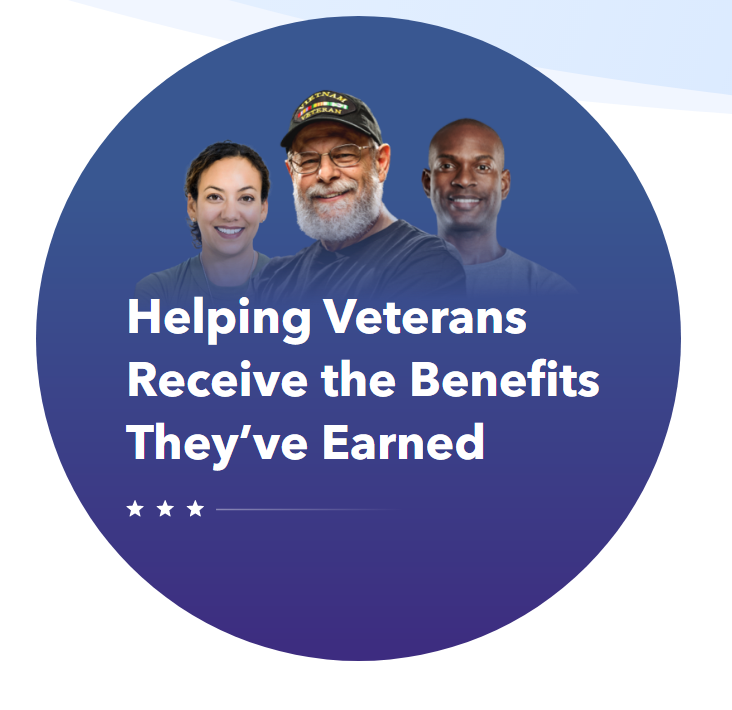 VIETNAM
VETERAN
Helping Veterans
Receive the Benefits
They’ve Earned